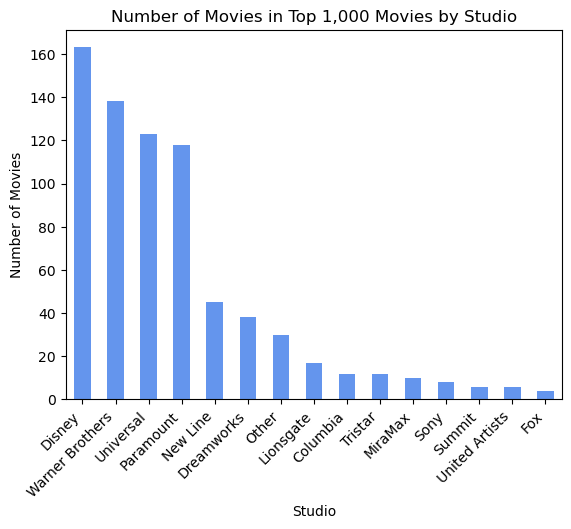 Number of Movies in Top 1,000 Movies by Studio
Number of Movies
160
140
120
100
80
60
40
20
0
Disney
Warner Brothers
Universal
Paramount
New Line
Dreamworks
Other
Lionsgate
Columbia
Tristar
MiraMax
Sony
Summit
United Artists
Fox
Studio